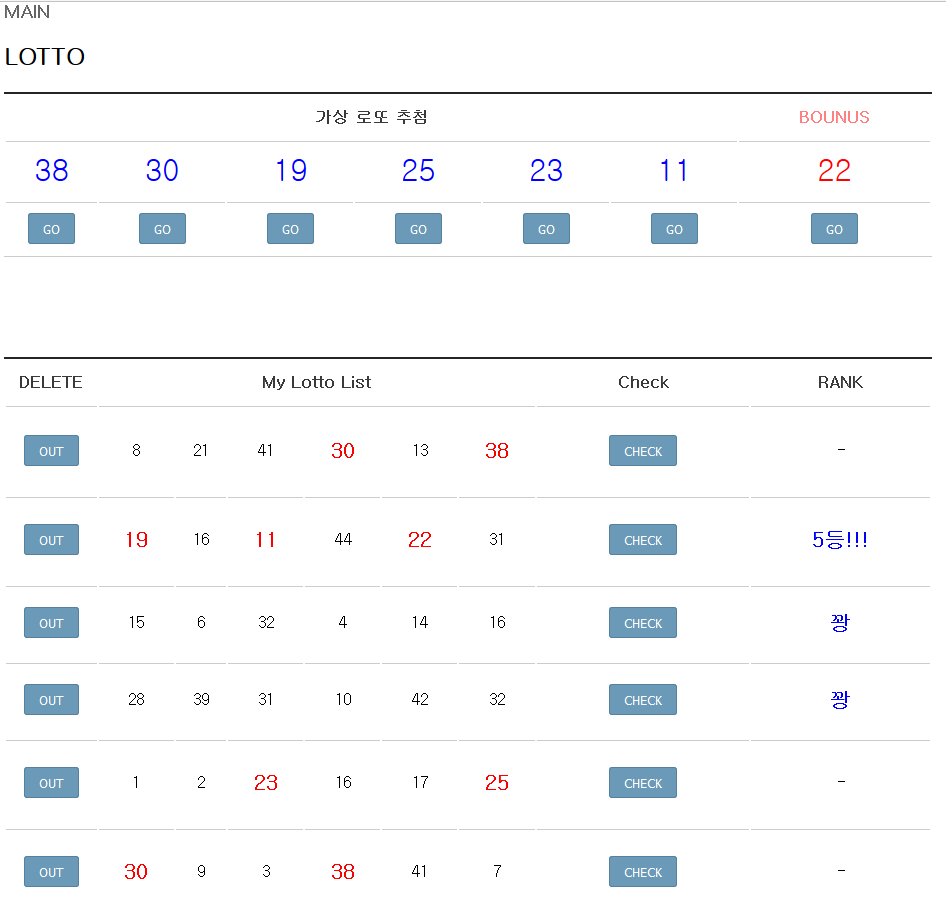 MAIN
LOTTO
가상 로또 추첨 BOUNUS
38 30 19 25 23 11 22
GO GO GO GO GO GO GO
DELETE My Lotto List Check RANK
OUT 8 21 41 30 13 38 CHECK -
OUT 19 16 11 44 22 31 CHECK 5등!!!
OUT 15 6 32 4 14 16 CHECK 꽝
OUT 28 39 31 10 42 32 CHECK 꽝
OUT 1 2 23 16 17 25 CHECK -
OUT 30 9 3 38 41 7 CHECK -